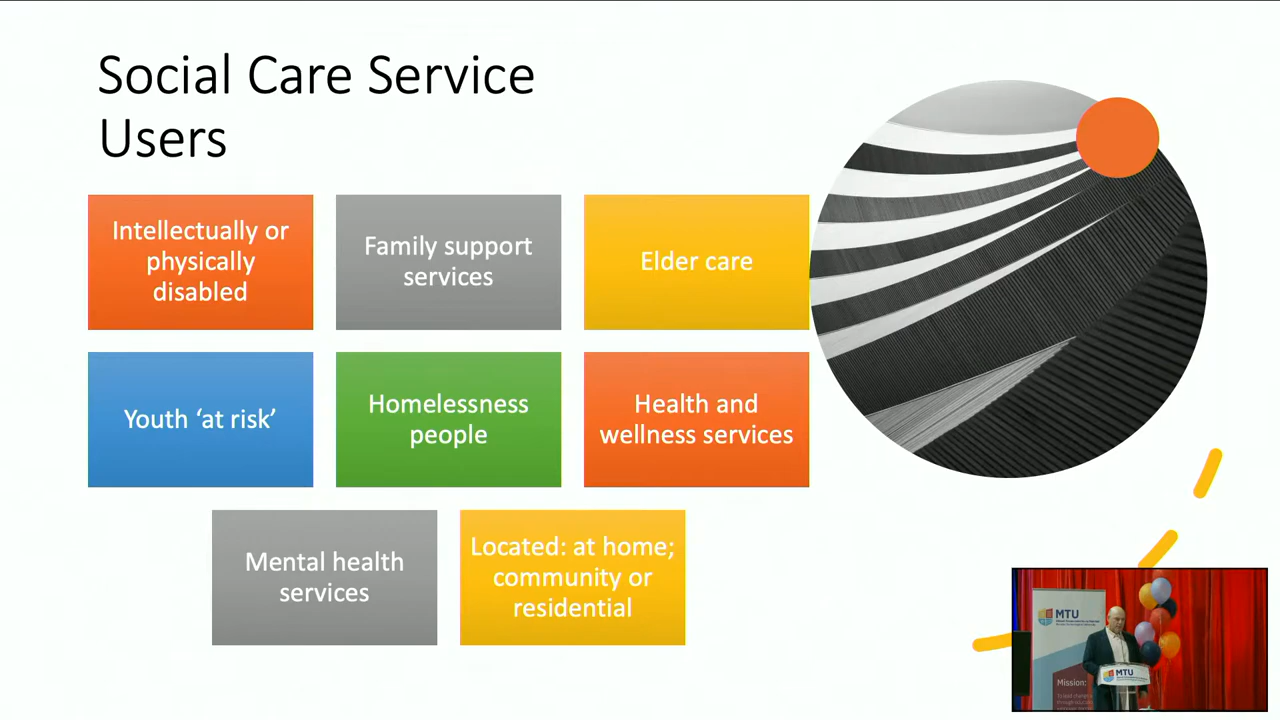 Social Care Service
Users
Intellectually or
physically
disabled
Family support
services
Elder care
Youth ‘at risk’
Homelessness
people
Health and
wellness services
Mental health
services
Located: at home;
community or
residential
MTU
Mission:
MTU